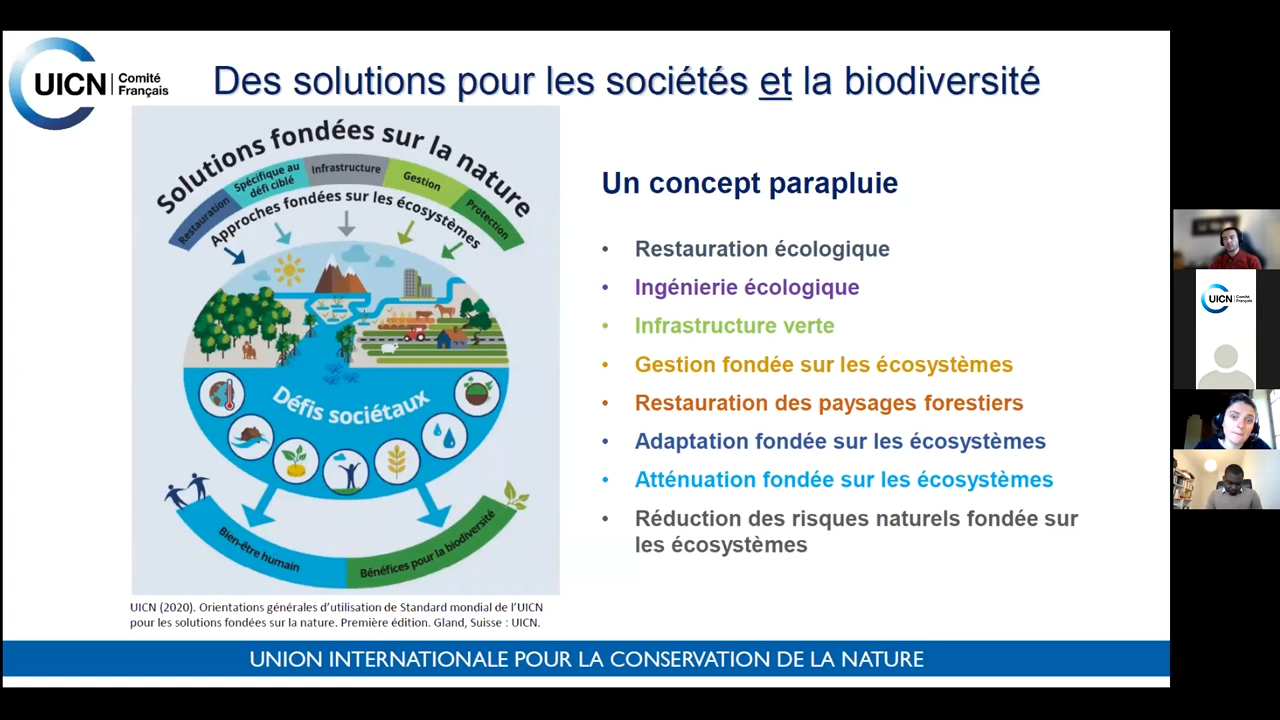 UICN
Comité
Français
Des solutions pour les sociétés et la biodiversité
Solutions fondées sur la nature
Restauration
Spécifique au
défi ciblé
Infrastructure
Gestion
Protection
Approches fondées sur les écosystèmes
Défis sociétaux
Bien-être humain
Bénéfices pour la biodiversité
UICN (2020). Orientations générales d’utilisation de Standard mondial de l’UICN
pour les solutions fondées sur la nature. Première édition. Gland, Suisse : UICN.
Un concept parapluie
• Restauration écologique
• Ingénierie écologique
• Infrastructure verte
• Gestion fondée sur les écosystèmes
• Restauration des paysages forestiers
• Adaptation fondée sur les écosystèmes
• Atténuation fondée sur les écosystèmes
• Réduction des risques naturels fondée sur
les écosystèmes
UNION INTERNATIONALE POUR LA CONSERVATION DE LA NATURE
UICN
Comité
Français